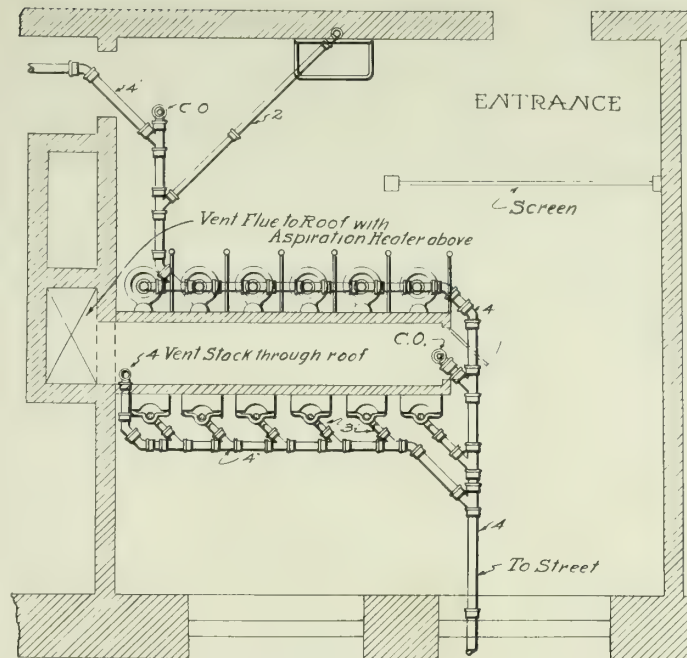 4"
C.O
2
ENTRANCE
Screen
Vent Flue to Roof with
Aspiration Heater above
4
C.O.
4 Vent Stack through roof
3"
4"
4
To Street